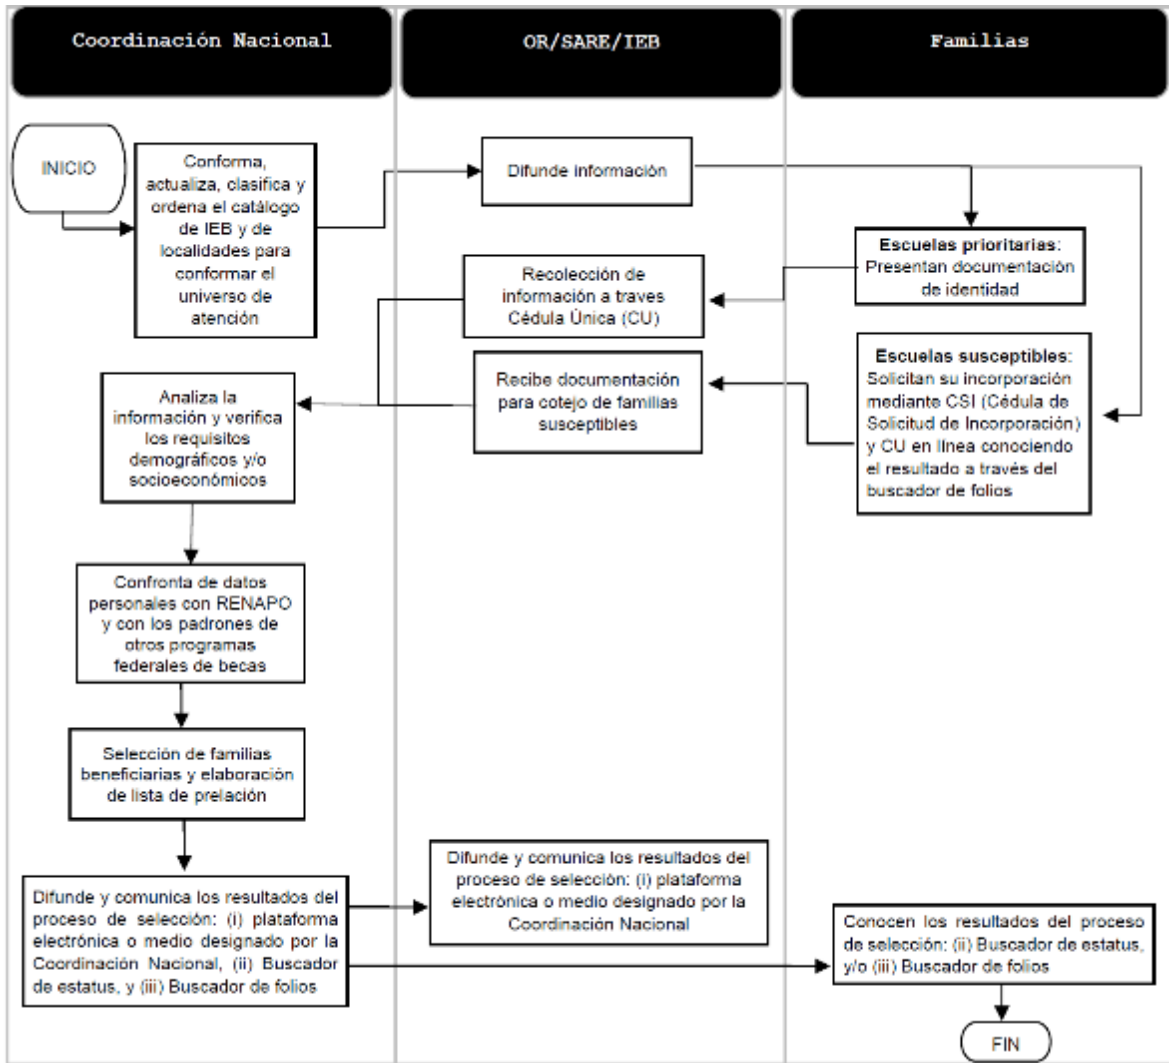 Coordinación Nacional
OR/SARE/IEB
Familias
INICIO
Conforma,
actualiza, clasifica y
ordena el catálogo
de IEB y de
localidades para
conformar el
universo de
atención
Difunde información
Escuelas prioritarias:
Presentan documentación
de identidad
Recolección de
información a traves
Cédula Única (CU)
Escuelas susceptibles:
Solicitan su incorporación
mediante CSI (Cédula de
Solicitud de Incorporación)
y CU en línea conociendo
el resultado a través del
buscador de folios
Recibe documentación
para cotejo de familias
susceptibles
Analiza la
información y verifica
los requisitos
demográficos y/o
socioeconómicos
Confronta de datos
personales con RENAPO
y con los padrones de
otros programas
federales de becas
Selección de familias
beneficiarias y elaboración
de lista de prelación
Difunde y comunica los resultados del
proceso de selección: (i) plataforma
electrónica o medio designado por la
Coordinación Nacional, (ii) Buscador
de estatus, y (iii) Buscador de folios
Difunde y comunica los resultados del
proceso de selección: (i) plataforma
electrónica o medio designado por la
Coordinación Nacional
Conocen los resultados del proceso
de selección: (ii) Buscador de estatus,
y/o (iii) Buscador de folios
FIN